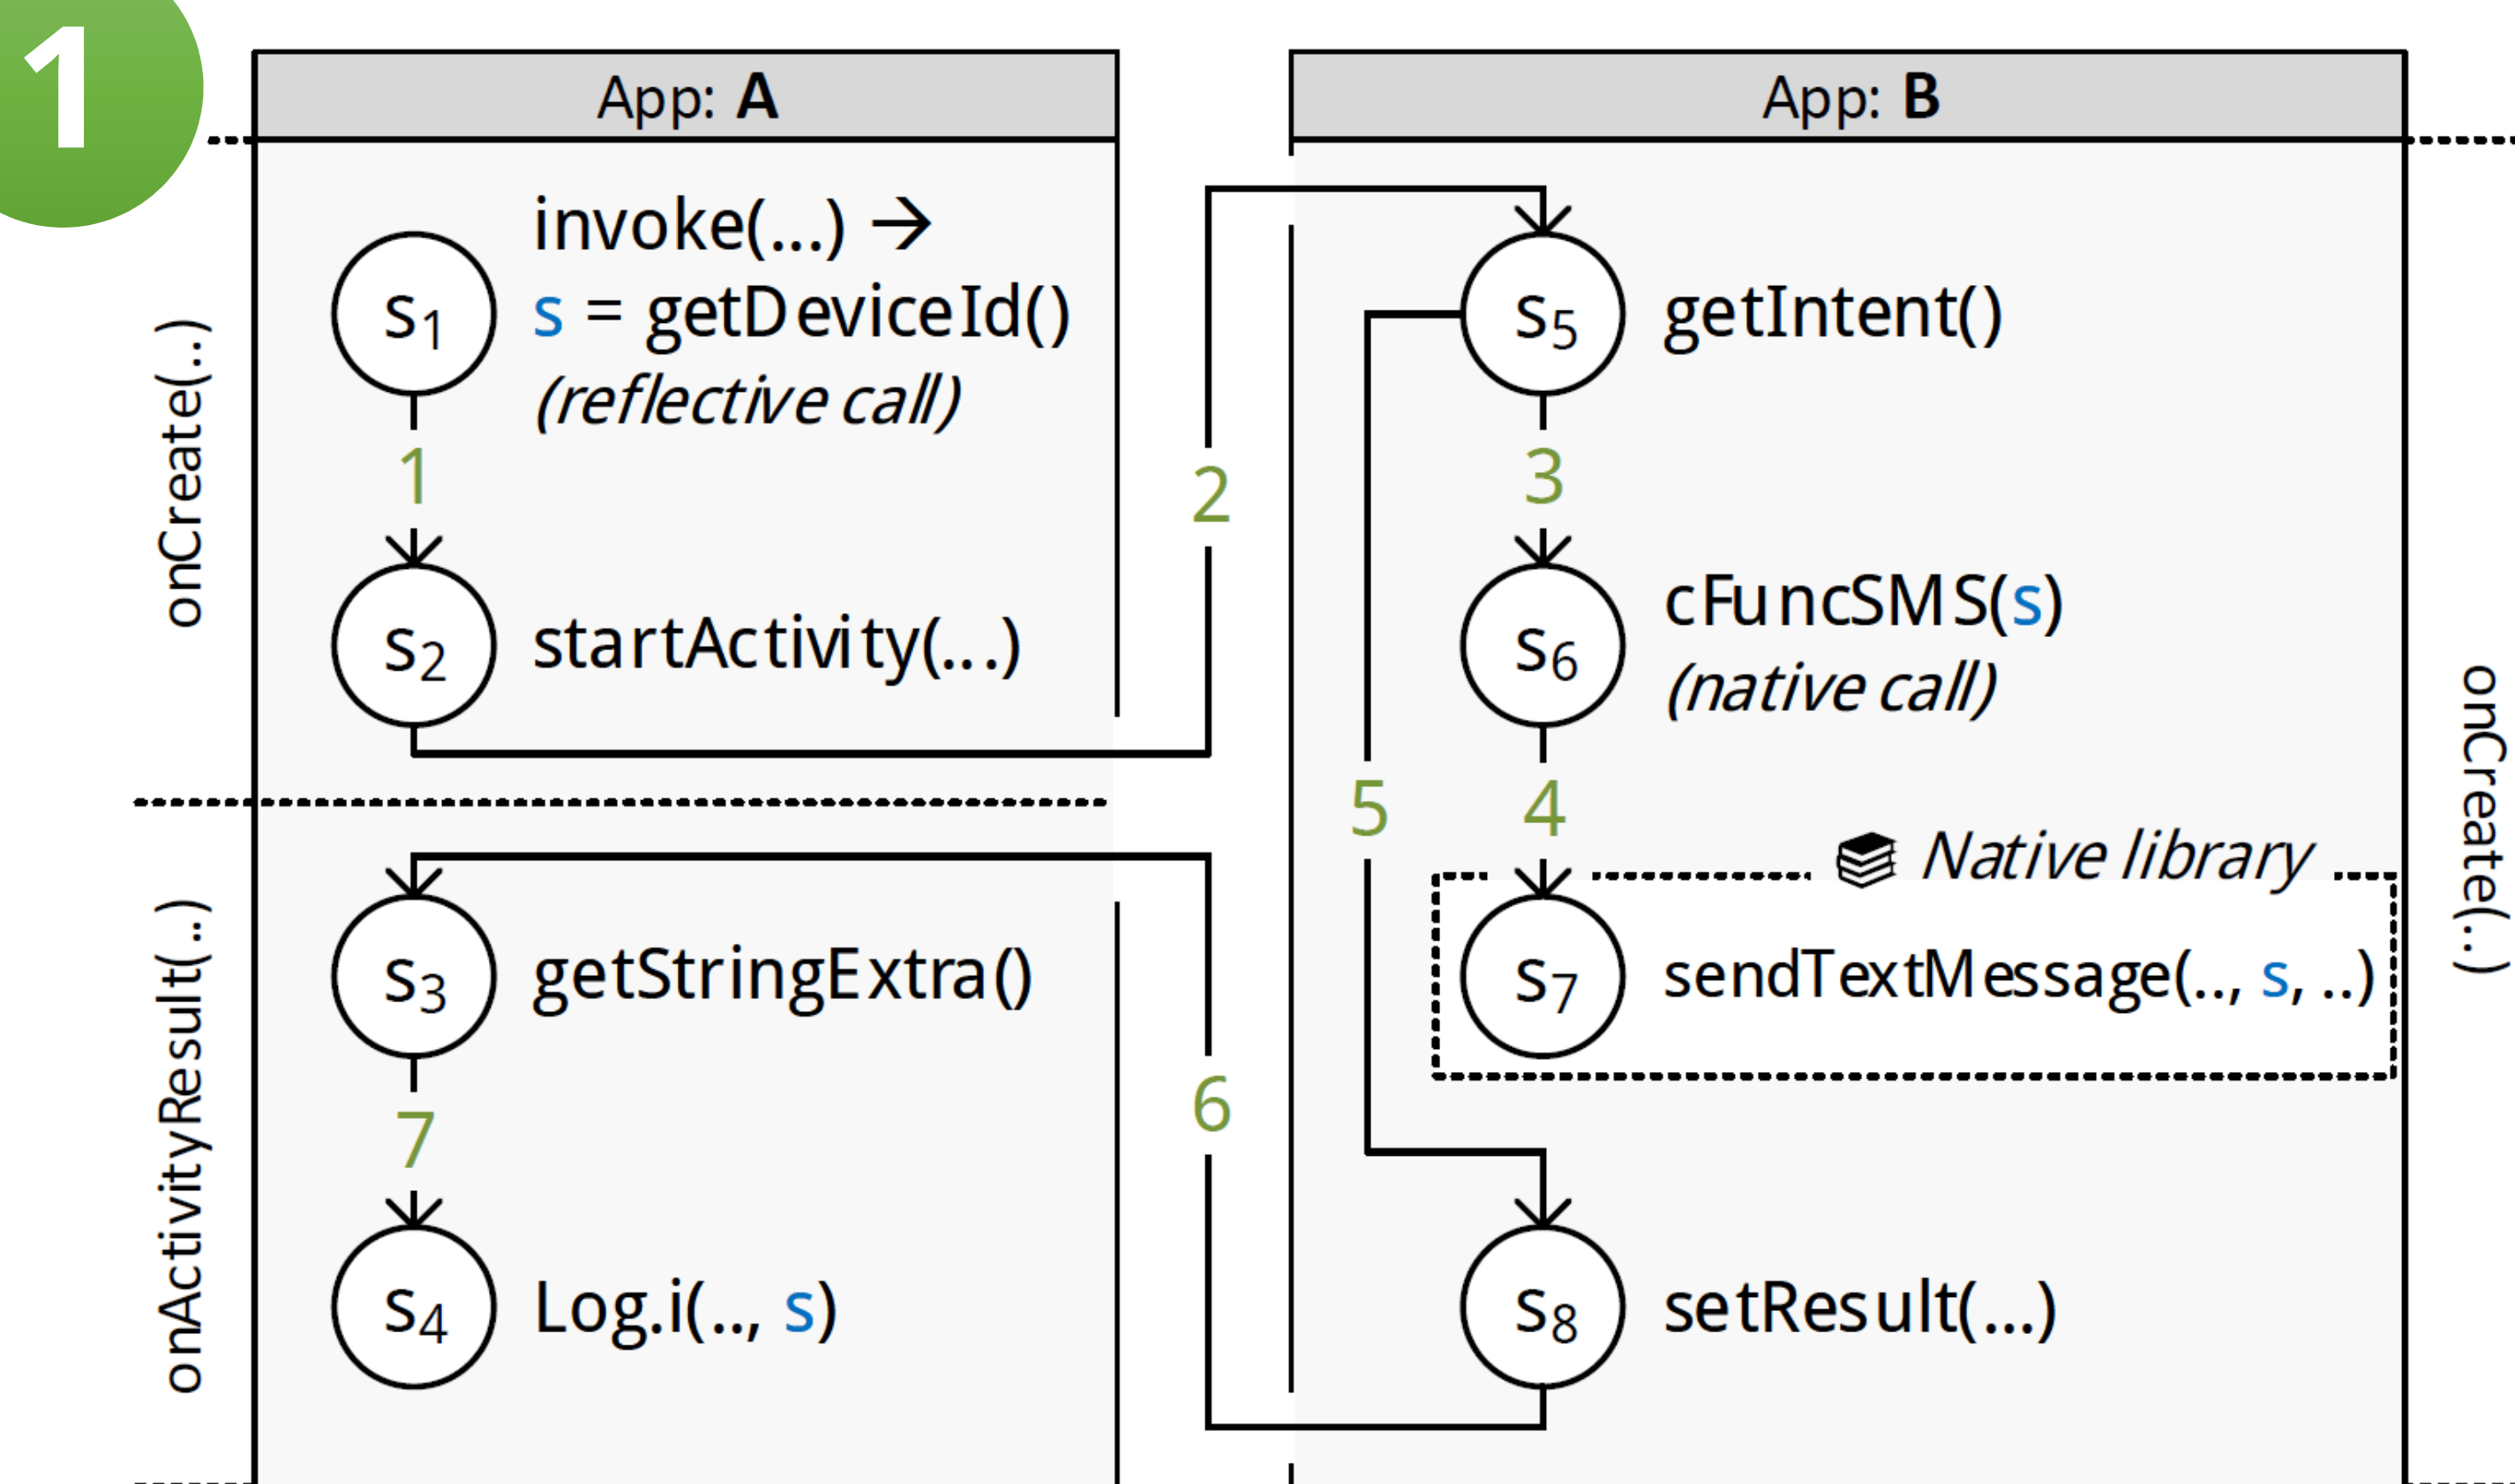 1
App: A
onCreate(...)
s1
invoke(...) →
s = getDeviceId()
(reflective call)
1
s2
startActivity(...)
2
onActivityResult(...)
s3
getStringExtra()
7
s4
Log.i(.., s)
6
App: B
onCreate(...)
s5
getIntent()
3
s6
cFuncSMS(s)
(native call)
5
4
Native library
s7
sendTextMessage(.., s, ..)
s8
setResult(...)